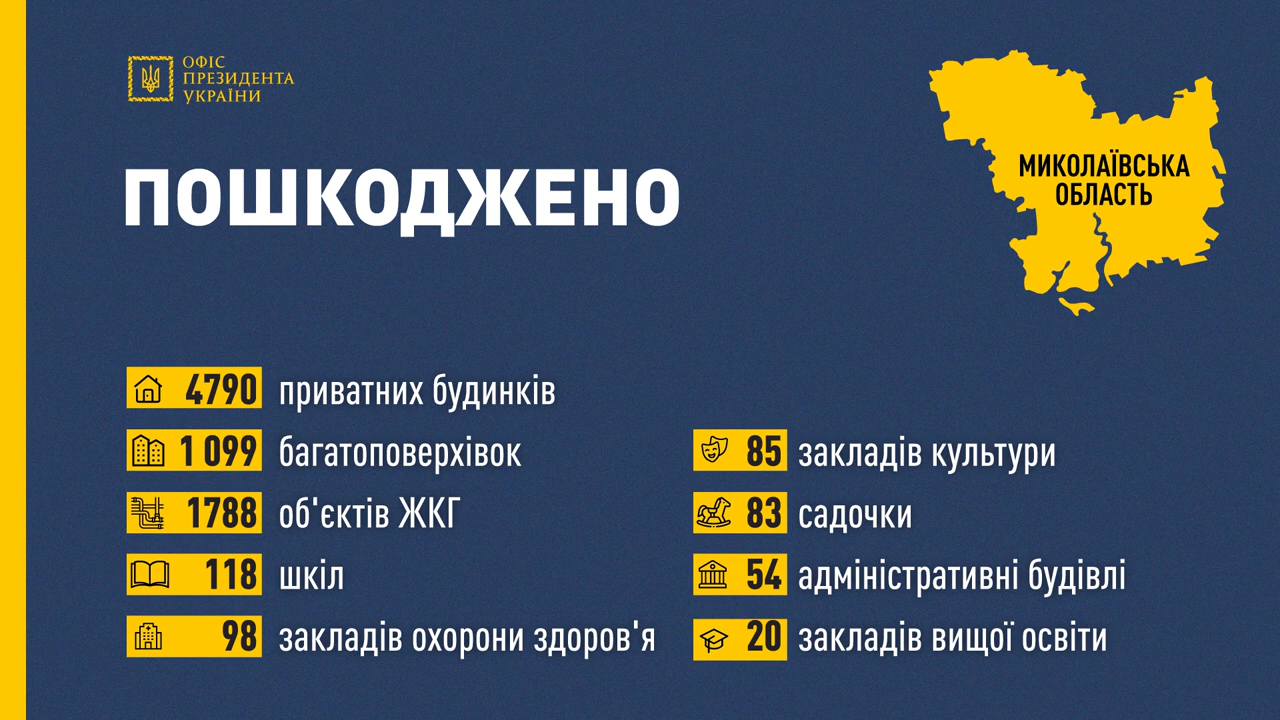 ОФІС
ПРЕЗИДЕНТА
УКРАЇНИ
МИКОЛАЇВСЬКА
ОБЛАСТЬ
ПОШКОДЖЕНО
4790 приватних будинків
1 099 багатоповерхівок
1788 об'єктів ЖКГ
118 шкіл
98 закладів охорони здоров'я
85 закладів культури
83 садочки
54 адміністративні будівлі
20 закладів вищої освіти